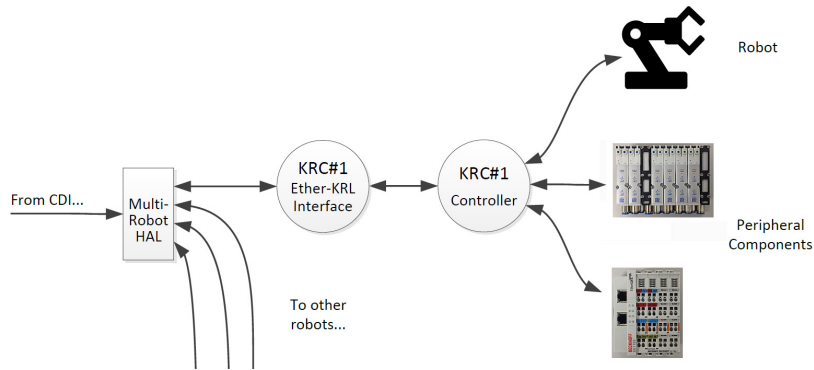 Robot
KRC#1
Ether-KRL
Interface
KRC#1
Controller
From CDI...
Multi-
Robot
HAL
Peripheral
Components
To other
robots...